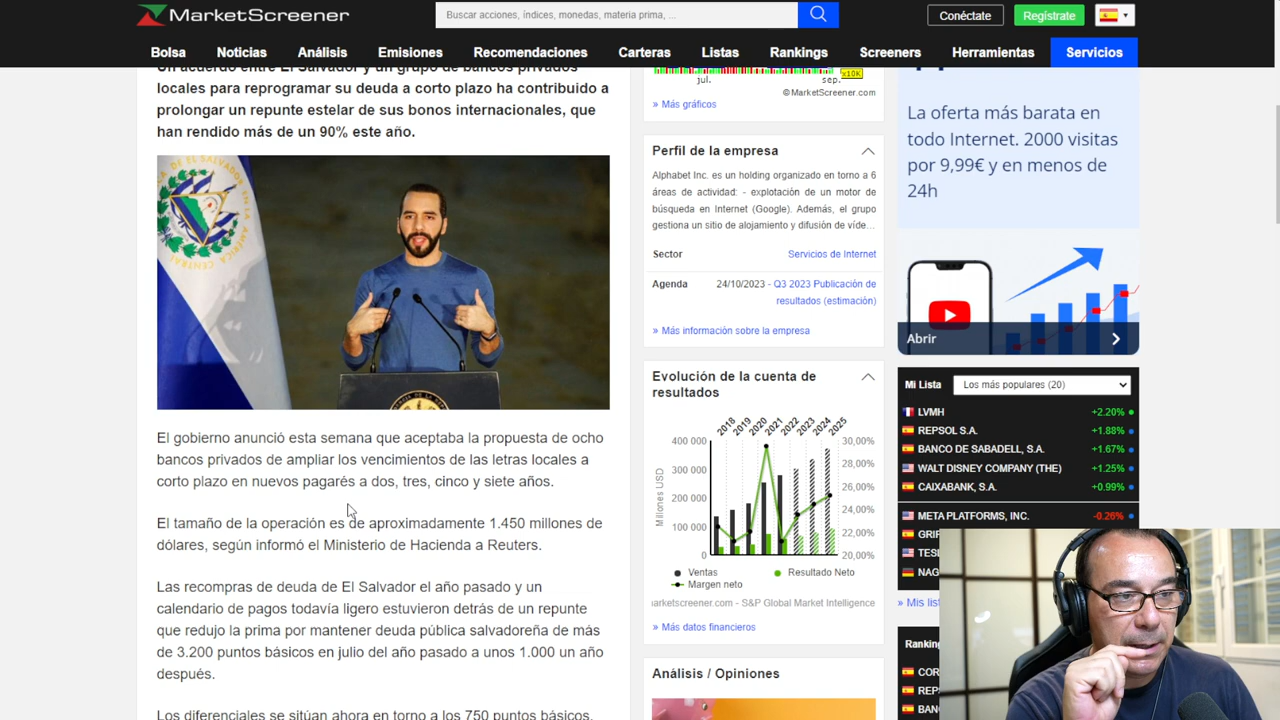 MarketScreener
Buscar acciones, índices, monedas, materia prima, ...
Conéctate
Regístrate
Bolsa
Noticias
Análisis
Emisiones
Recomendaciones
Carteras
Listas
Rankings
Screeners
Herramientas
Servicios
Un acuerdo entre El Salvador y un grupo de bancos privados
locales para reprogramar su deuda a corto plazo ha contribuido a
prolongar un repunte estelar de sus bonos internacionales, que
han rendido más de un 90% este año.
El gobierno anunció esta semana que aceptaba la propuesta de ocho
bancos privados de ampliar los vencimientos de las letras locales a
corto plazo en nuevos pagarés a dos, tres, cinco y siete años.
El tamaño de la operación es de aproximadamente 1.450 millones de
dólares, según informó el Ministerio de Hacienda a Reuters.
Las recompras de deuda de El Salvador el año pasado y un
calendario de pagos todavía ligero estuvieron detrás de un repunte
que redujo la prima por mantener deuda pública salvadoreña de más
de 3.200 puntos básicos en julio del año pasado a unos 1.000 un año
después.
Los diferenciales se sitúan ahora en torno a los 750 puntos básicos,
jul.
sep.
x10K
©MarketScreener.com
» Más gráficos
Perfil de la empresa
Alphabet Inc. es un holding organizado en torno a 6
áreas de actividad: - explotación de un motor de
búsqueda en Internet (Google). Además, el grupo
gestiona un sitio de alojamiento y difusión de víde...
Sector
Servicios de Internet
Agenda
24/10/2023 - Q3 2023 Publicación de
resultados (estimación)
» Más información sobre la empresa
Evolución de la cuenta de
resultados
2018 2019 2020 2021 2022 2023 2024 2025
400 000
300 000
200 000
100 000
0
Millones USD
30,00%
28,00%
26,00%
24,00%
22,00%
20,00%
Ventas
Resultado Neto
Margen neto
arketscreener.com - S&P Global Market Intelligence
» Más datos financieros
Análisis / Opiniones
La oferta más barata en
todo Internet. 2000 visitas
por 9,99€ y en menos de
24h
Abrir
Mi Lista
Los más populares (20)
LVMH +2.20%
REPSOL S.A. +1.88%
BANCO DE SABADELL, S.A. +1.67%
WALT DISNEY COMPANY (THE) +1.25%
CAIXABANK, S.A. +0.99%
META PLATFORMS, INC. -0.26%
GRIF
TES
NAG
» Mis list
Ranking
COR
REP
BAN